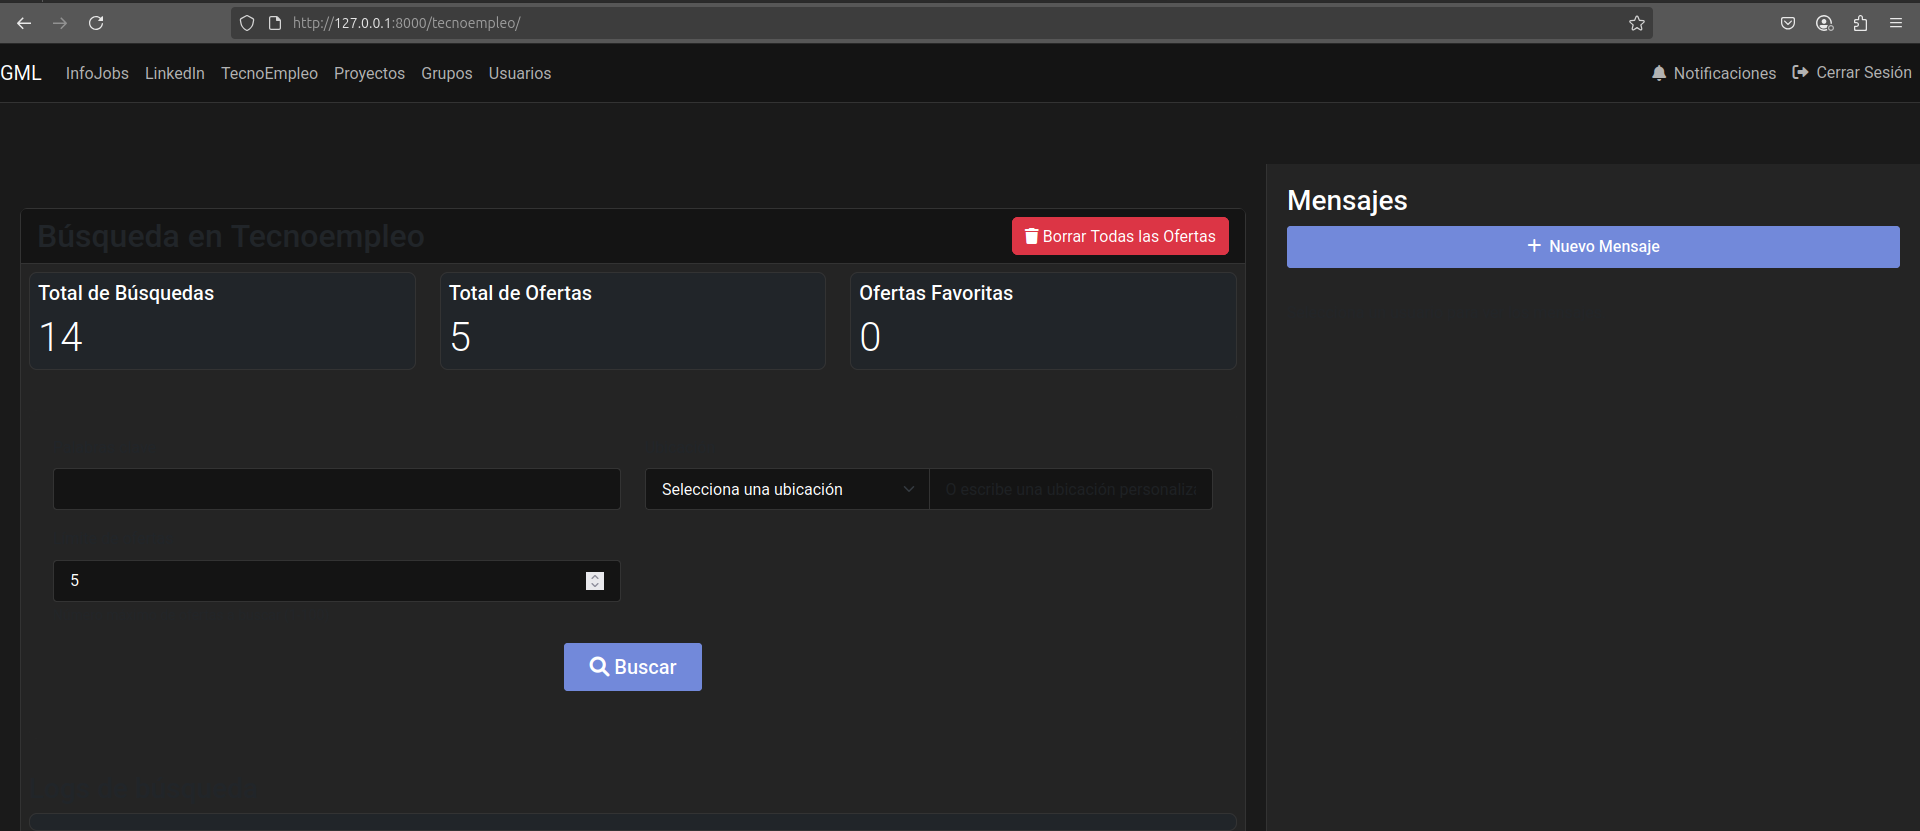 http://127.0.0.1:8000/tecnoempleo/
GML InfoJobs LinkedIn TecnoEmpleo Proyectos Grupos Usuarios Notificaciones Cerrar Sesión
Búsqueda en Tecnoempleo
Borrar Todas las Ofertas
Total de Búsquedas
14
Total de Ofertas
5
Ofertas Favoritas
0
Selecciona una ubicación
O escribe una ubicación personaliza
5
Buscar
Mensajes
Nuevo Mensaje